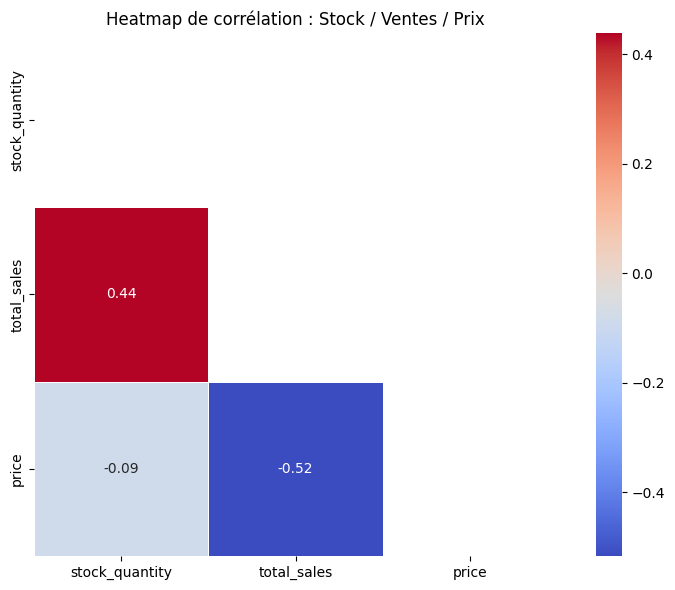 Heatmap de corrélation : Stock / Ventes / Prix
stock_quantity
total_sales
price
0.44
-0.09
-0.52
stock_quantity
total_sales
price
0.4
0.2
0.0
−0.2
−0.4